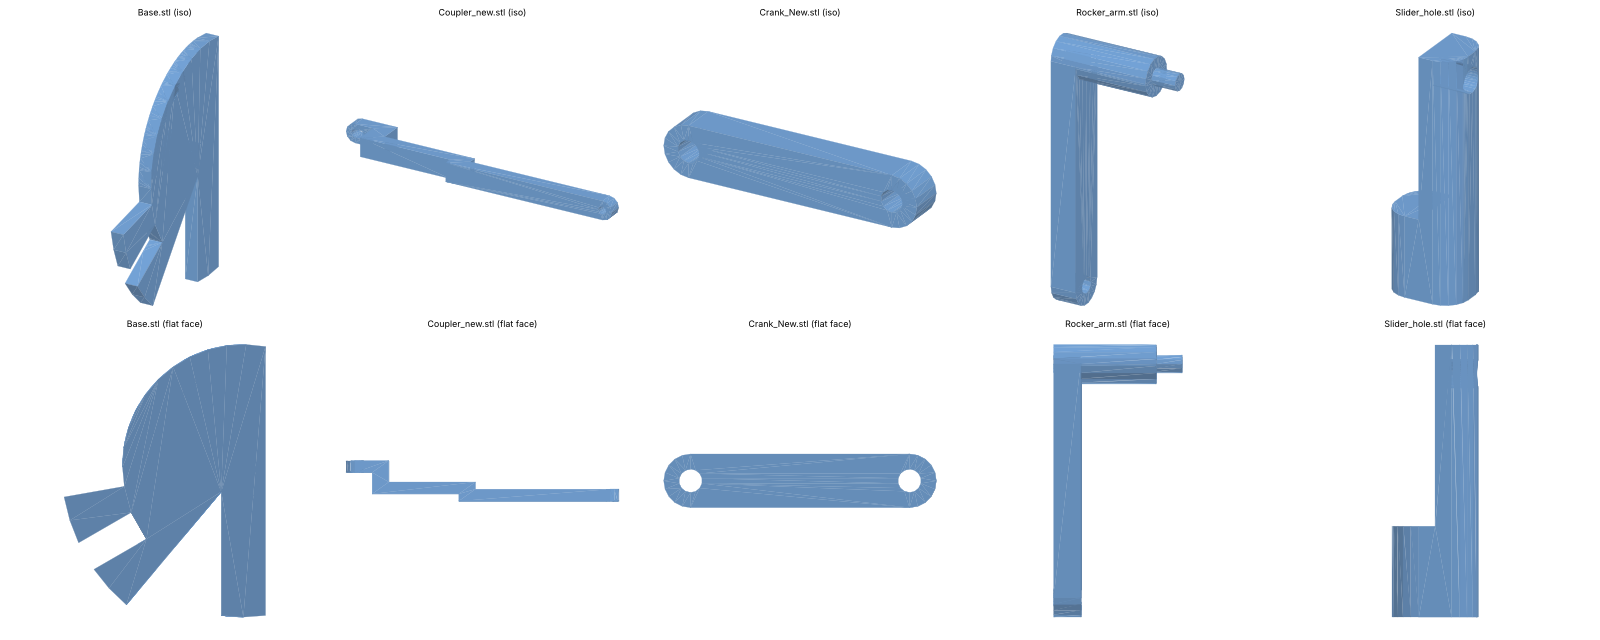 Base.stl (iso)
Coupler_new.stl (iso)
Crank_New.stl (iso)
Rocker_arm.stl (iso)
Slider_hole.stl (iso)
Base.stl (flat face)
Coupler_new.stl (flat face)
Crank_New.stl (flat face)
Rocker_arm.stl (flat face)
Slider_hole.stl (flat face)